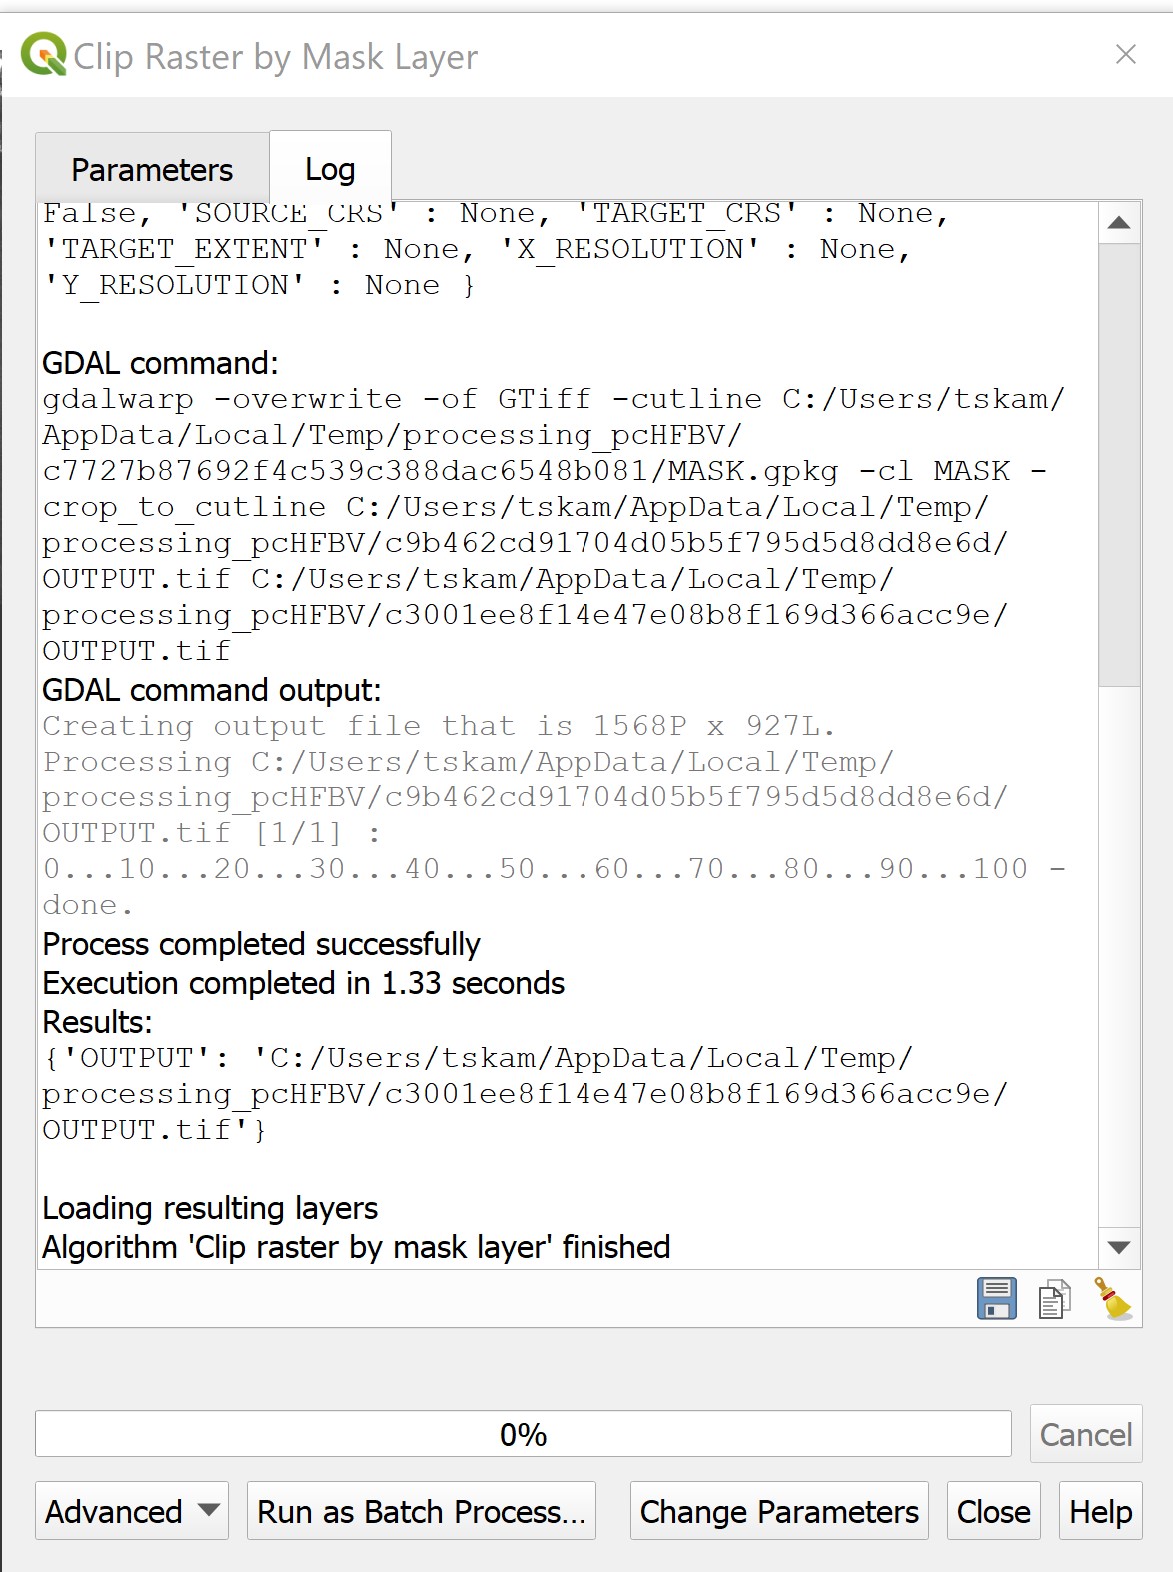 Clip Raster by Mask Layer
Parameters
Log
False, 'SOURCE_CRS' : None, 'TARGET_CRS' : None,
'TARGET_EXTENT' : None, 'X_RESOLUTION' : None,
'Y_RESOLUTION' : None }
GDAL command:
gdalwarp -overwrite -of GTiff -cutline C:/Users/tskam/
AppData/Local/Temp/processing_pcHFBV/
c7727b87692f4c539c388dac6548b081/MASK.gpkg -cl MASK -
crop_to_cutline C:/Users/tskam/AppData/Local/Temp/
processing_pcHFBV/c9b462cd91704d05b5f795d5d8dd8e6d/
OUTPUT.tif C:/Users/tskam/AppData/Local/Temp/
processing_pcHFBV/c3001ee8f14e47e08b8f169d366acc9e/
OUTPUT.tif
GDAL command output:
Creating output file that is 1568P x 927L.
Processing C:/Users/tskam/AppData/Local/Temp/
processing_pcHFBV/c9b462cd91704d05b5f795d5d8dd8e6d/
OUTPUT.tif [1/1] :
0...10...20...30...40...50...60...70...80...90...100 -
done.
Process completed successfully
Execution completed in 1.33 seconds
Results:
{'OUTPUT': 'C:/Users/tskam/AppData/Local/Temp/
processing_pcHFBV/c3001ee8f14e47e08b8f169d366acc9e/
OUTPUT.tif'}
Loading resulting layers
Algorithm 'Clip raster by mask layer' finished
0%
Cancel
Advanced
Run as Batch Process...
Change Parameters
Close
Help